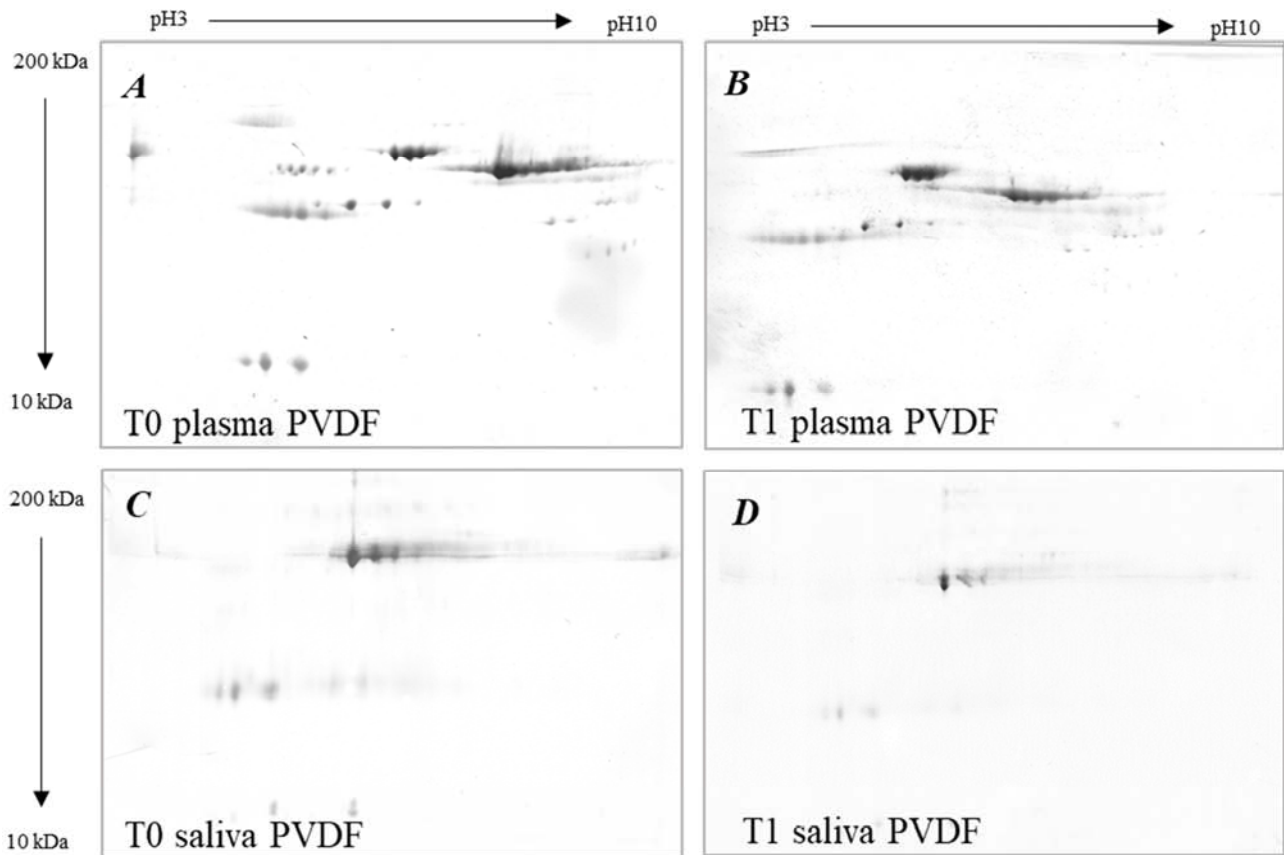 pH3 pH10 pH3 pH10
200 kDa
A B
10 kDa
T0 plasma PVDF T1 plasma PVDF
200 kDa
C D
10 kDa
T0 saliva PVDF T1 saliva PVDF